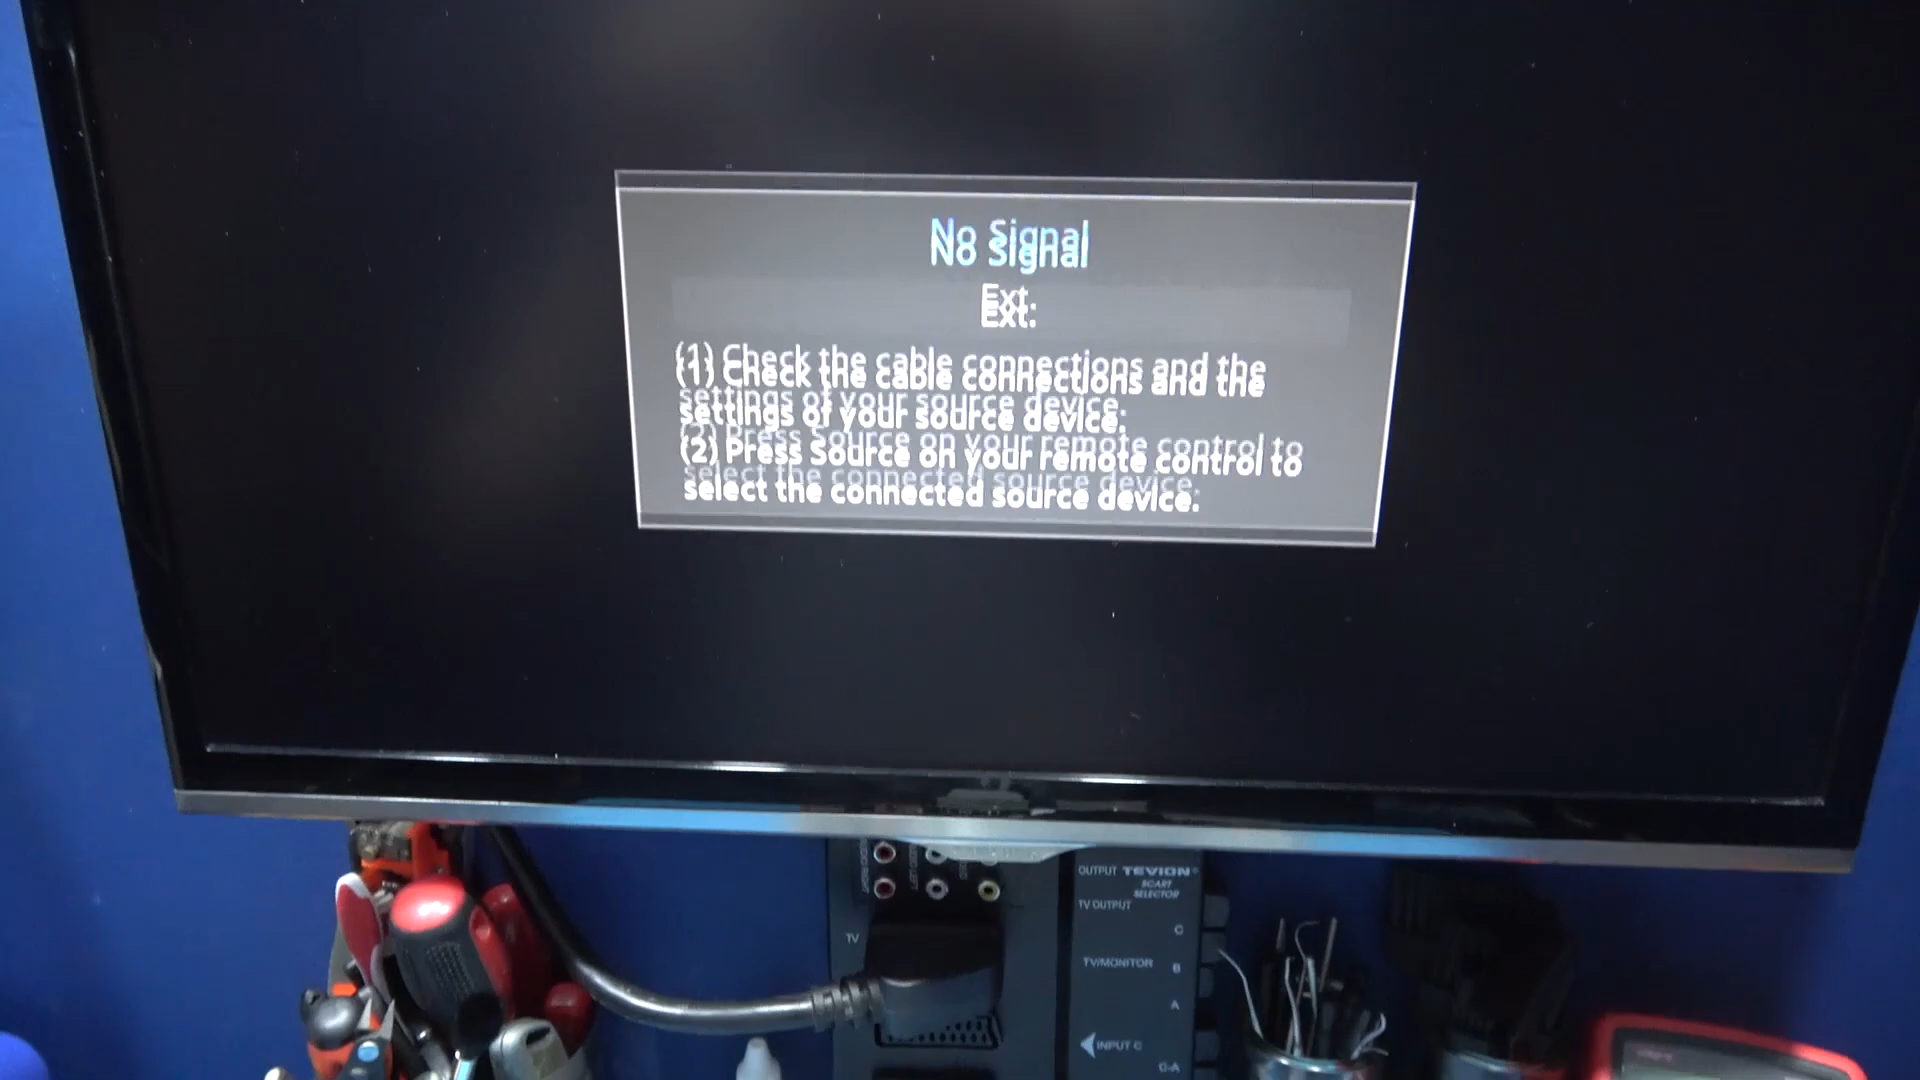 No Signal
Ext.
(1) Check the cable connections and the
settings of your source device.
(2) Press Source on your remote control to
select the connected source device.
OUTPUT TEVION
SCART
SELECTOR
TV OUTPUT
C
TV
TV/MONITOR
B
A
INPUT C
C-A